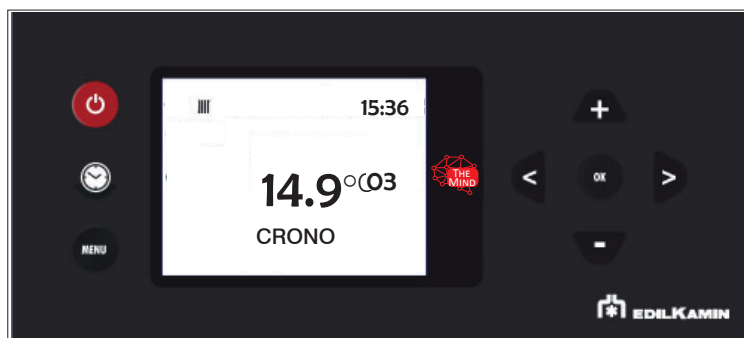 15:36
14.9°C 03
CRONO
THE
MIND
MENU
+
<
OK
>
-
EDILKAMIN